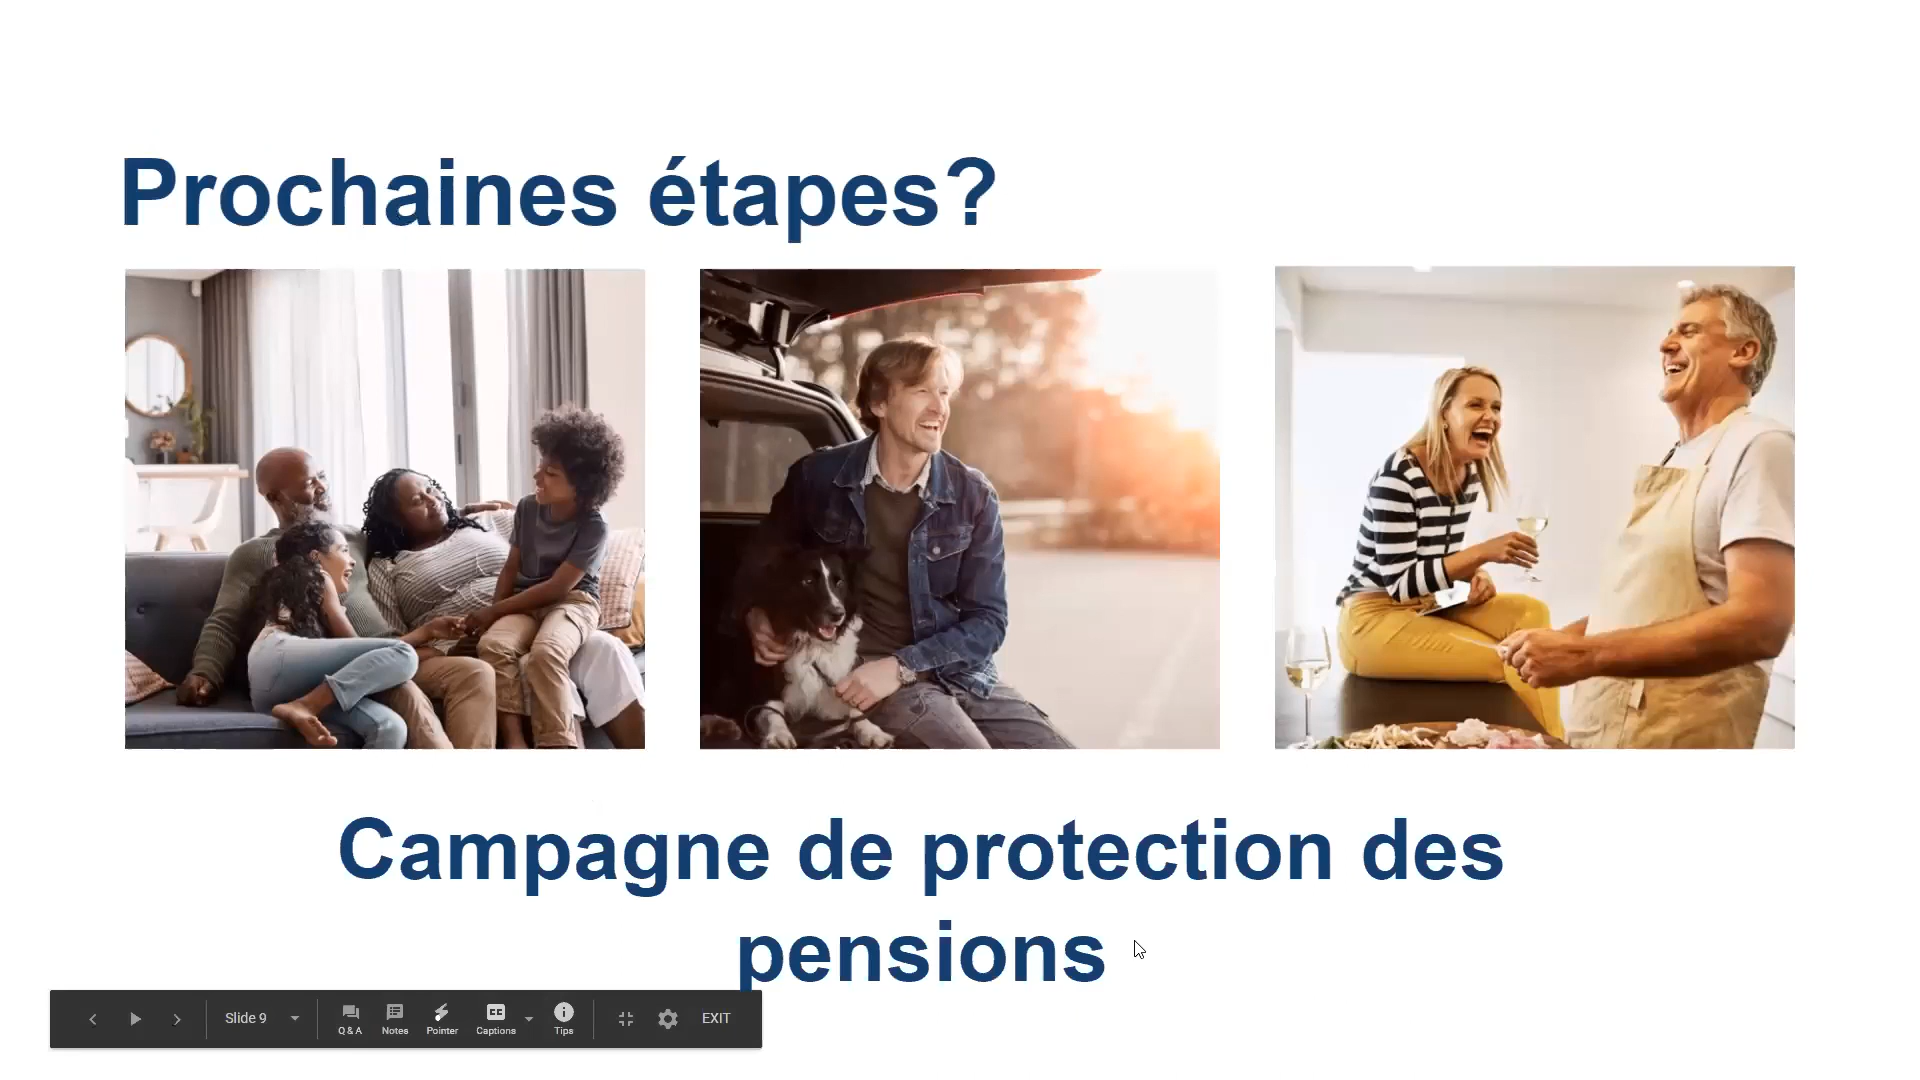 Prochaines étapes?
Campagne de protection des
pensions
Slide 9
Q & A
Notes
Pointer
Captions
Tips
EXIT